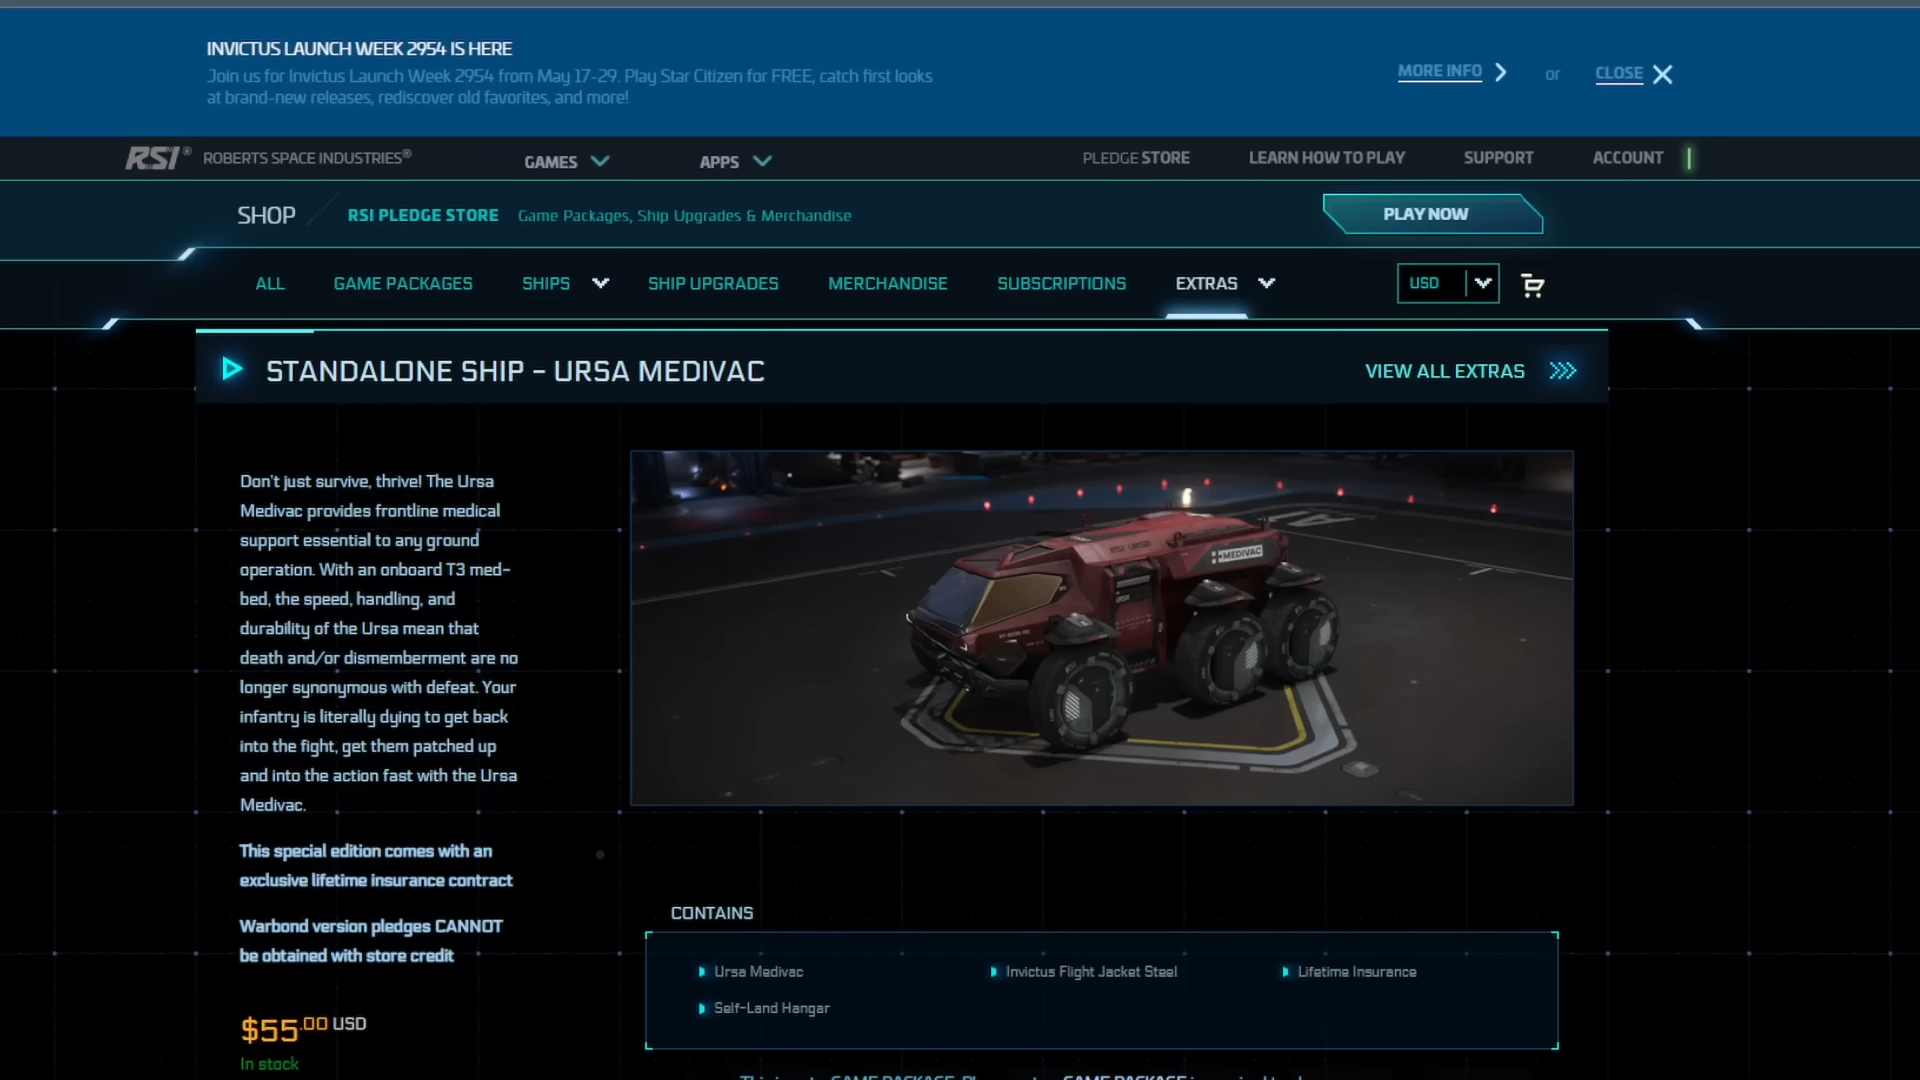 INVICTUS LAUNCH WEEK 2954 IS HERE
Join us for Invictus Launch Week 2954 from May 17-29. Play Star Citizen for FREE, catch first looks
at brand-new releases, rediscover old favorites, and more!
MORE INFO or CLOSE
RSI® ROBERTS SPACE INDUSTRIES® GAMES APPS PLEDGE STORE LEARN HOW TO PLAY SUPPORT ACCOUNT
SHOP RSI PLEDGE STORE Game Packages, Ship Upgrades & Merchandise PLAY NOW
ALL GAME PACKAGES SHIPS SHIP UPGRADES MERCHANDISE SUBSCRIPTIONS EXTRAS USD
STANDALONE SHIP - URSA MEDIVAC VIEW ALL EXTRAS
Don't just survive, thrive! The Ursa
Medivac provides frontline medical
support essential to any ground
operation. With an onboard T3 med-
bed, the speed, handling, and
durability of the Ursa mean that
death and/or dismemberment are no
longer synonymous with defeat. Your
infantry is literally dying to get back
into the fight, get them patched up
and into the action fast with the Ursa
Medivac.
This special edition comes with an
exclusive lifetime insurance contract
Warbond version pledges CANNOT
be obtained with store credit
$55.00 USD
In stock
MEDIVAC
CONTAINS
Ursa Medivac Invictus Flight Jacket Steel Lifetime Insurance
Self-Land Hangar